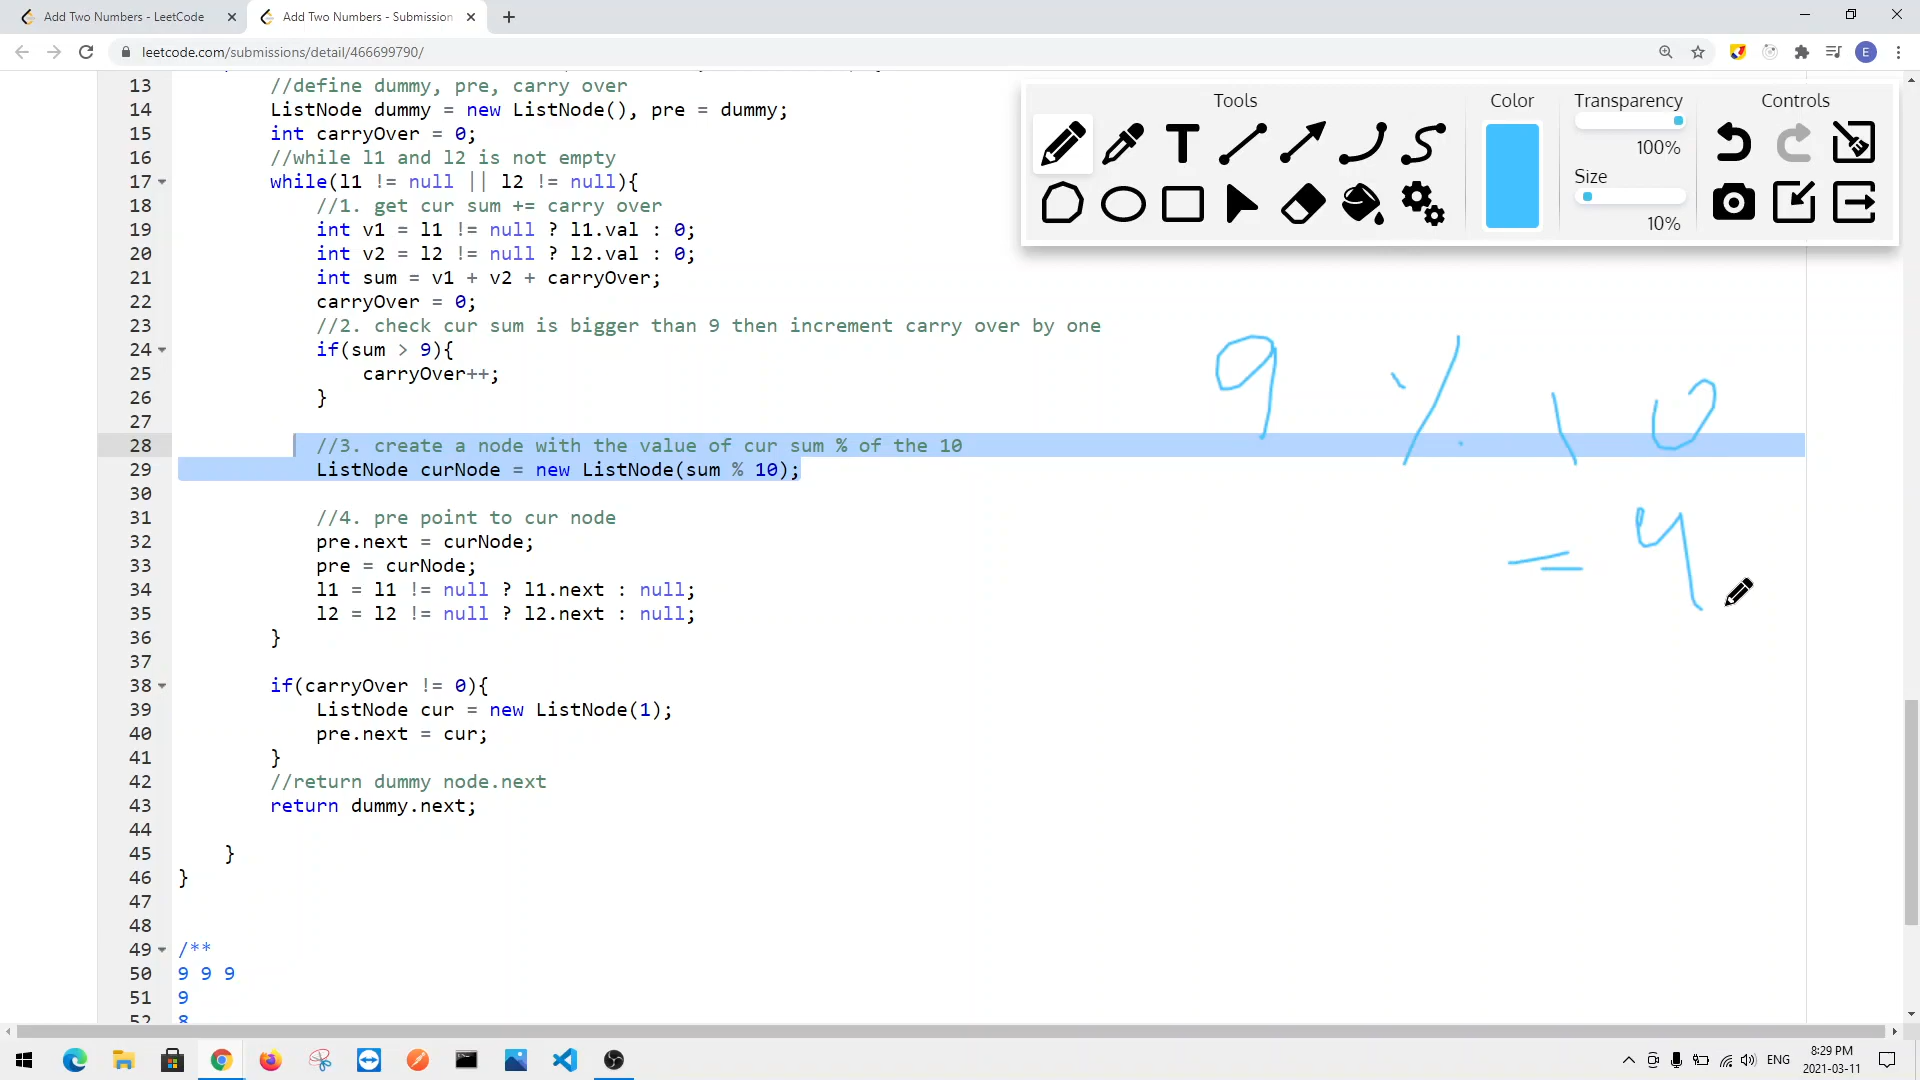 Add Two Numbers - LeetCode
Add Two Numbers - Submission
leetcode.com/submissions/detail/466699790/
E
Tools
Color
Transparency
100%
Size
10%
Controls
13 //define dummy, pre, carry over
14 ListNode dummy = new ListNode(), pre = dummy;
15 int carryOver = 0;
16 //while l1 and l2 is not empty
17 while(l1 != null || l2 != null){
18 //1. get cur sum += carry over
19 int v1 = l1 != null ? l1.val : 0;
20 int v2 = l2 != null ? l2.val : 0;
21 int sum = v1 + v2 + carryOver;
22 carryOver = 0;
23 //2. check cur sum is bigger than 9 then increment carry over by one
24 if(sum > 9){
25 carryOver++;
26 }
27
28 //3. create a node with the value of cur sum % of the 10
29 ListNode curNode = new ListNode(sum % 10);
30
31 //4. pre point to cur node
32 pre.next = curNode;
33 pre = curNode;
34 l1 = l1 != null ? l1.next : null;
35 l2 = l2 != null ? l2.next : null;
36 }
37
38 if(carryOver != 0){
39 ListNode cur = new ListNode(1);
40 pre.next = cur;
41 }
42 //return dummy node.next
43 return dummy.next;
44
45 }
46 }
47
48
49 /**
50 9 9 9
51 9
52 8
9 % 10
= 9
ENG
8:29 PM
2021-03-11